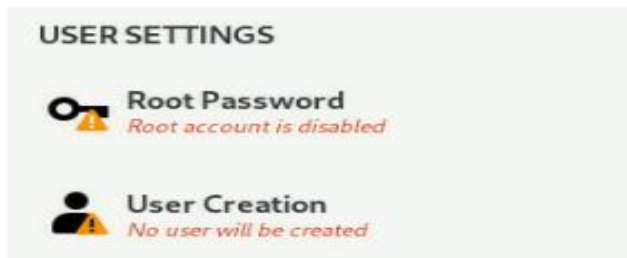 USER SETTINGS
Root Password
Root account is disabled
User Creation
No user will be created